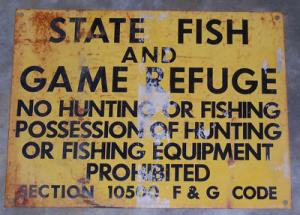 STATE FISH
AND
GAME REFUGE
NO HUNTING OR FISHING
POSSESSION OF HUNTING
OR FISHING EQUIPMENT
PROHIBITED
SECTION 10500 F & G CODE